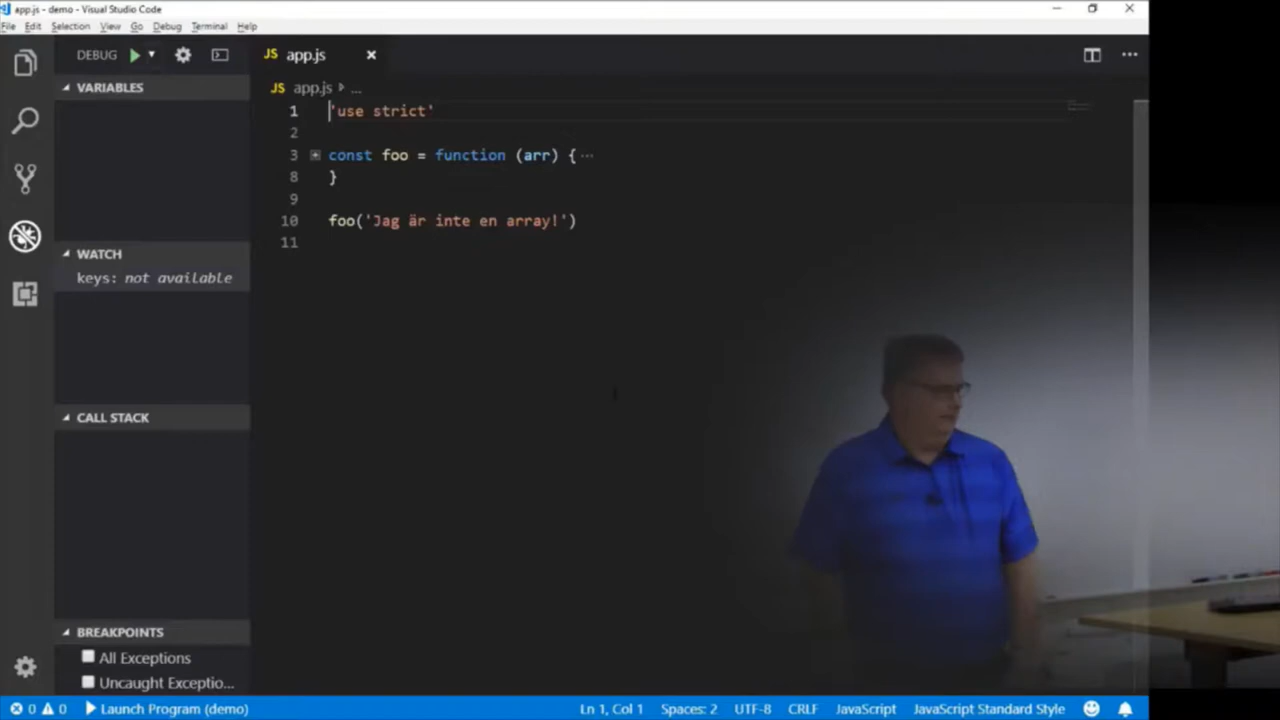 app.js - demo - Visual Studio Code
File Edit Selection View Go Debug Terminal Help
DEBUG
JS app.js
VARIABLES
JS app.js ...
1 'use strict'
2
3 const foo = function (arr) { ...
8 }
9
10 foo('Jag är inte en array!')
11
WATCH
keys: not available
CALL STACK
BREAKPOINTS
All Exceptions
Uncaught Exceptio...
0 0 Launch Program (demo) Ln 1, Col 1 Spaces: 2 UTF-8 CRLF JavaScript JavaScript Standard Style